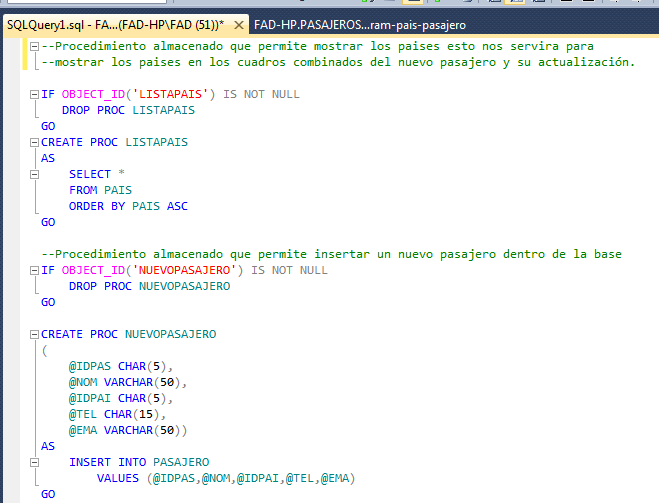 SQLQuery1.sql - FA...(FAD-HP\FAD (51))* FAD-HP.PASAJEROS...ram-pais-pasajero
--Procedimiento almacenado que permite mostrar los paises esto nos servira para
--mostrar los paises en los cuadros combinados del nuevo pasajero y su actualización.
IF OBJECT_ID('LISTAPAIS') IS NOT NULL
DROP PROC LISTAPAIS
GO
CREATE PROC LISTAPAIS
AS
SELECT *
FROM PAIS
ORDER BY PAIS ASC
GO
--Procedimiento almacenado que permite insertar un nuevo pasajero dentro de la base
IF OBJECT_ID('NUEVOPASAJERO') IS NOT NULL
DROP PROC NUEVOPASAJERO
GO
CREATE PROC NUEVOPASAJERO
(
@IDPAS CHAR(5),
@NOM VARCHAR(50),
@IDPAI CHAR(5),
@TEL CHAR(15),
@EMA VARCHAR(50))
AS
INSERT INTO PASAJERO
VALUES (@IDPAS,@NOM,@IDPAI,@TEL,@EMA)
GO